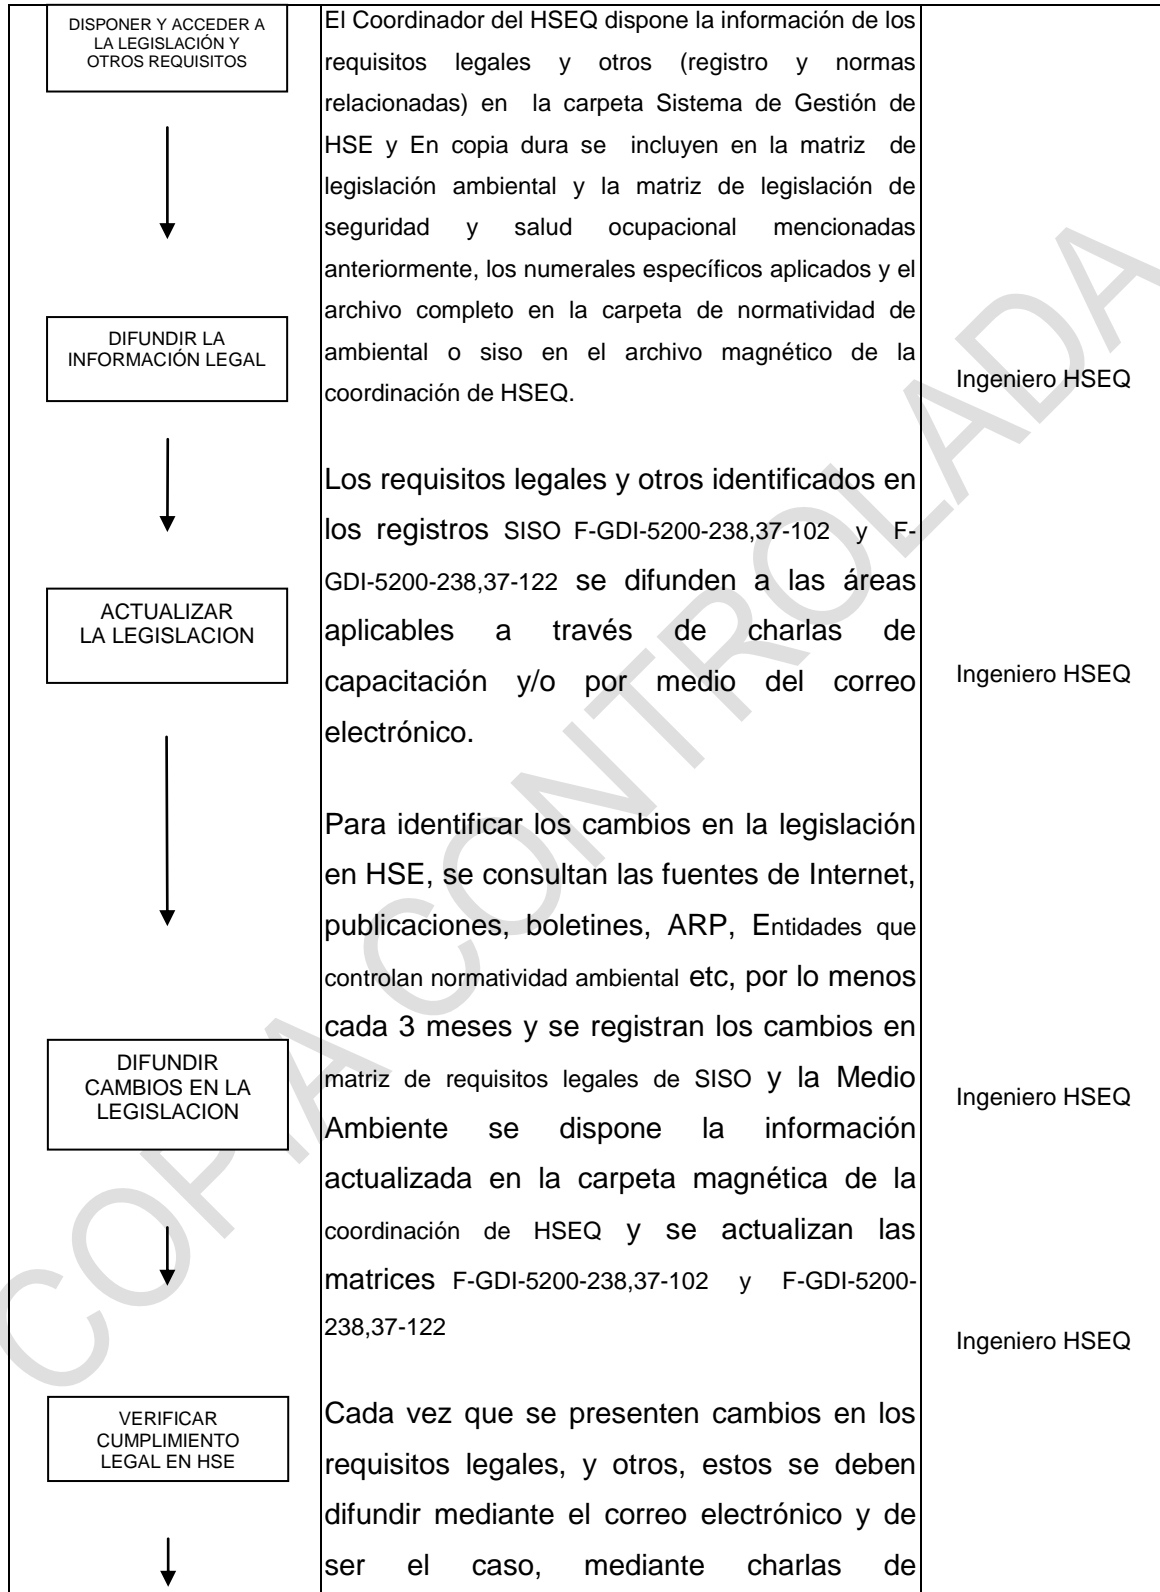 DISPONER Y ACCEDER A
LA LEGISLACIÓN Y
OTROS REQUISITOS
DIFUNDIR LA
INFORMACIÓN LEGAL
ACTUALIZAR
LA LEGISLACION
DIFUNDIR
CAMBIOS EN LA
LEGISLACION
VERIFICAR
CUMPLIMIENTO
LEGAL EN HSE
El Coordinador del HSEQ dispone la información de los
requisitos legales y otros (registro y normas
relacionadas) en la carpeta Sistema de Gestión de
HSE y En copia dura se incluyen en la matriz de
legislación ambiental y la matriz de legislación de
seguridad y salud ocupacional mencionadas
anteriormente, los numerales específicos aplicados y el
archivo completo en la carpeta de normatividad de
ambiental o siso en el archivo magnético de la
coordinación de HSEQ.
Los requisitos legales y otros identificados en
los registros SISO F-GDI-5200-238,37-102 y F-
GDI-5200-238,37-122 se difunden a las áreas
aplicables a través de charlas de
capacitación y/o por medio del correo
electrónico.
Para identificar los cambios en la legislación
en HSE, se consultan las fuentes de Internet,
publicaciones, boletines, ARP, Entidades que
controlan normatividad ambiental etc, por lo menos
cada 3 meses y se registran los cambios en
matriz de requisitos legales de SISO y la Medio
Ambiente se dispone la información
actualizada en la carpeta magnética de la
coordinación de HSEQ y se actualizan las
matrices F-GDI-5200-238,37-102 y F-GDI-5200-
238,37-122
Cada vez que se presenten cambios en los
requisitos legales, y otros, estos se deben
difundir mediante el correo electrónico y de
ser el caso, mediante charlas de
Ingeniero HSEQ
Ingeniero HSEQ
Ingeniero HSEQ
Ingeniero HSEQ
COPIA CONTROLADA